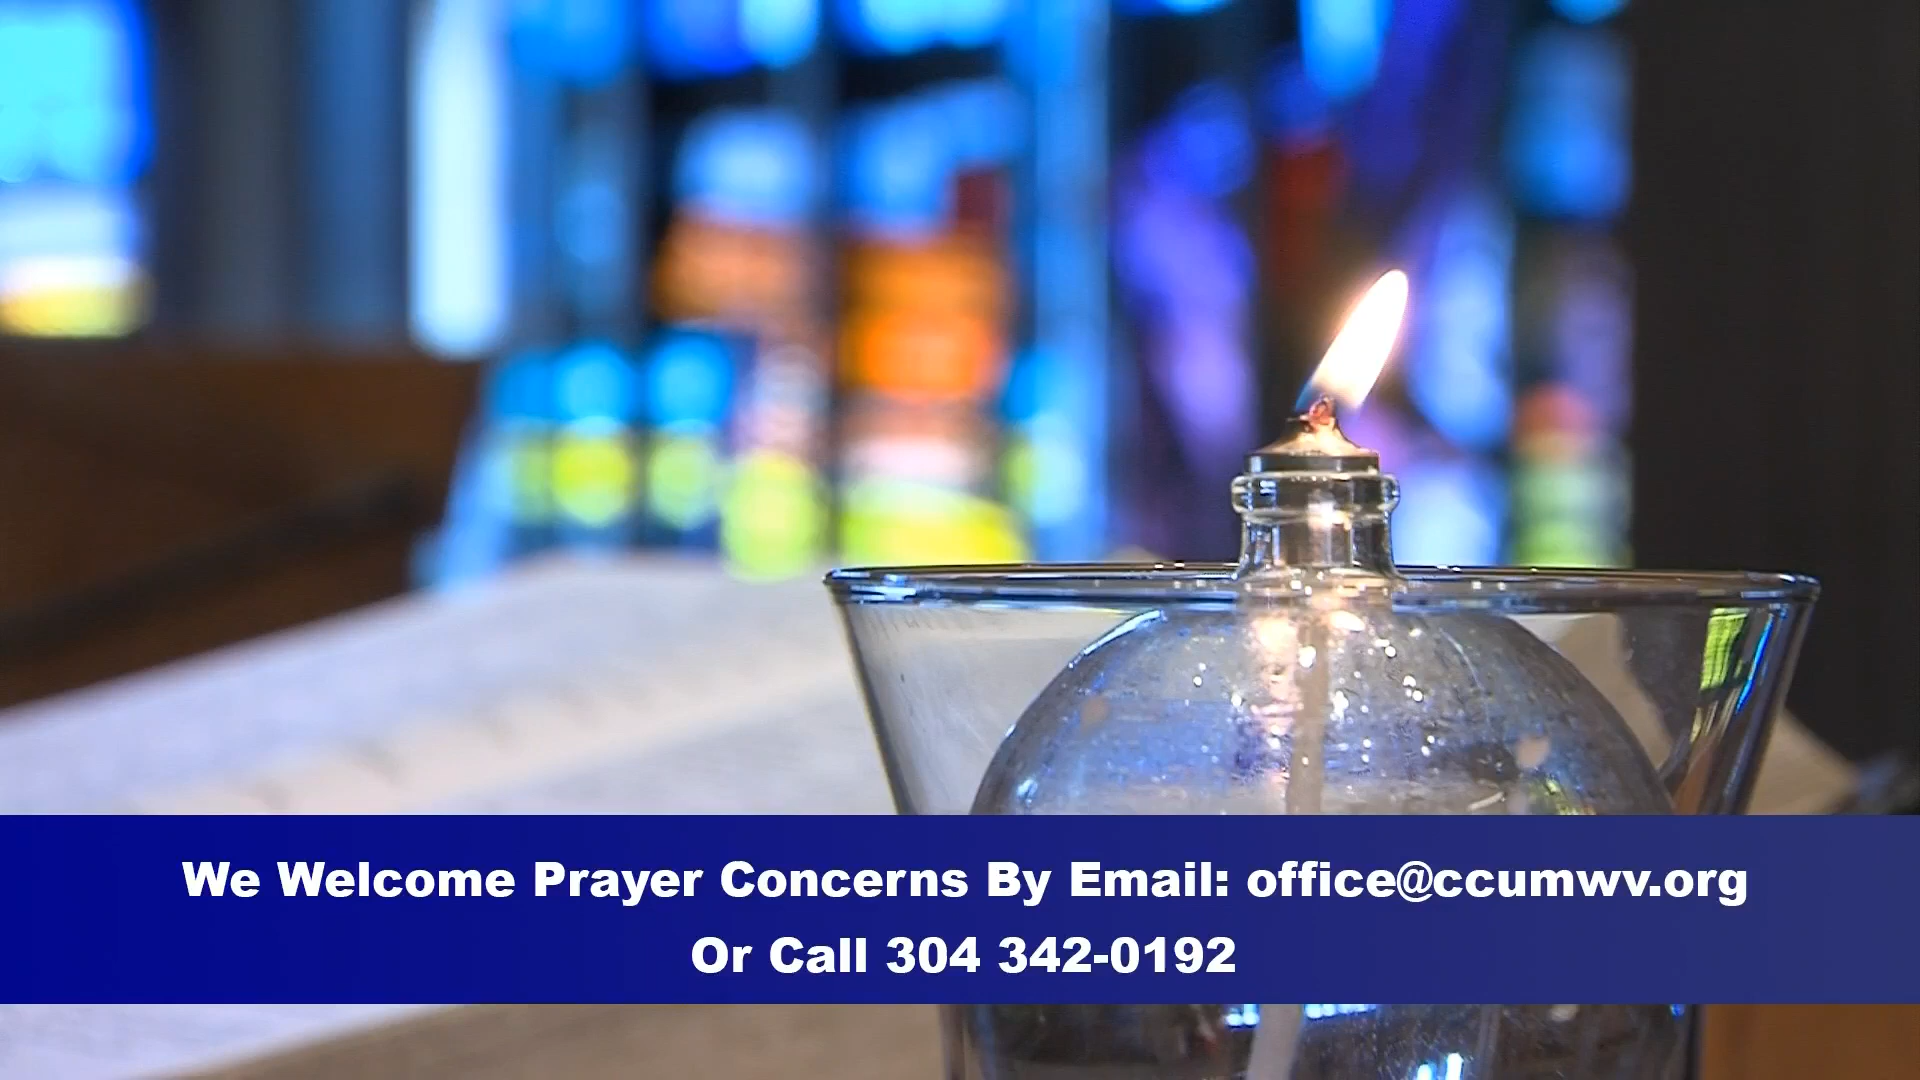 We Welcome Prayer Concerns By Email: office@ccumwv.org
Or Call 304 342-0192